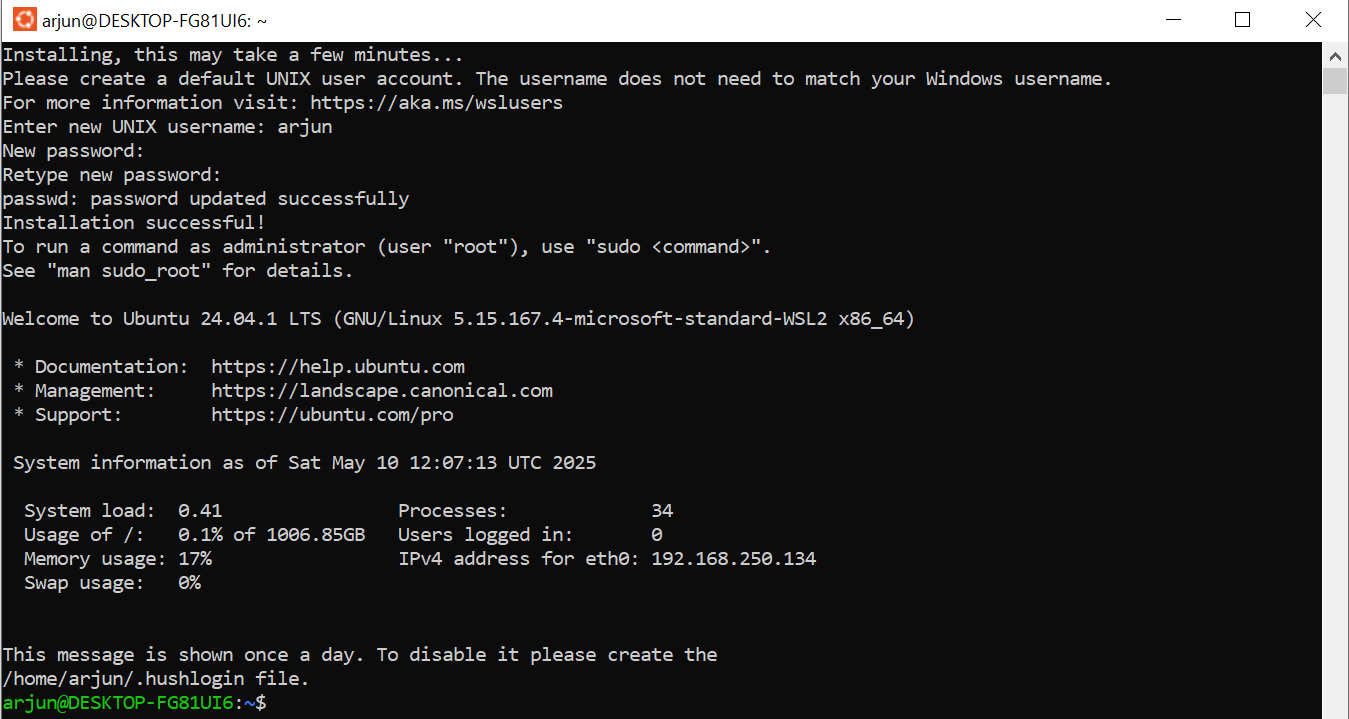 arjun@DESKTOP-FG81UI6: ~
Installing, this may take a few minutes...
Please create a default UNIX user account. The username does not need to match your Windows username.
For more information visit: https://aka.ms/wslusers
Enter new UNIX username: arjun
New password:
Retype new password:
passwd: password updated successfully
Installation successful!
To run a command as administrator (user "root"), use "sudo <command>".
See "man sudo_root" for details.
Welcome to Ubuntu 24.04.1 LTS (GNU/Linux 5.15.167.4-microsoft-standard-WSL2 x86_64)
* Documentation:  https://help.ubuntu.com
* Management:     https://landscape.canonical.com
* Support:        https://ubuntu.com/pro
System information as of Sat May 10 12:07:13 UTC 2025
System load:  0.41                Processes:             34
Usage of /:   0.1% of 1006.85GB   Users logged in:       0
Memory usage: 17%                 IPv4 address for eth0: 192.168.250.134
Swap usage:   0%
This message is shown once a day. To disable it please create the
/home/arjun/.hushlogin file.
arjun@DESKTOP-FG81UI6:~$